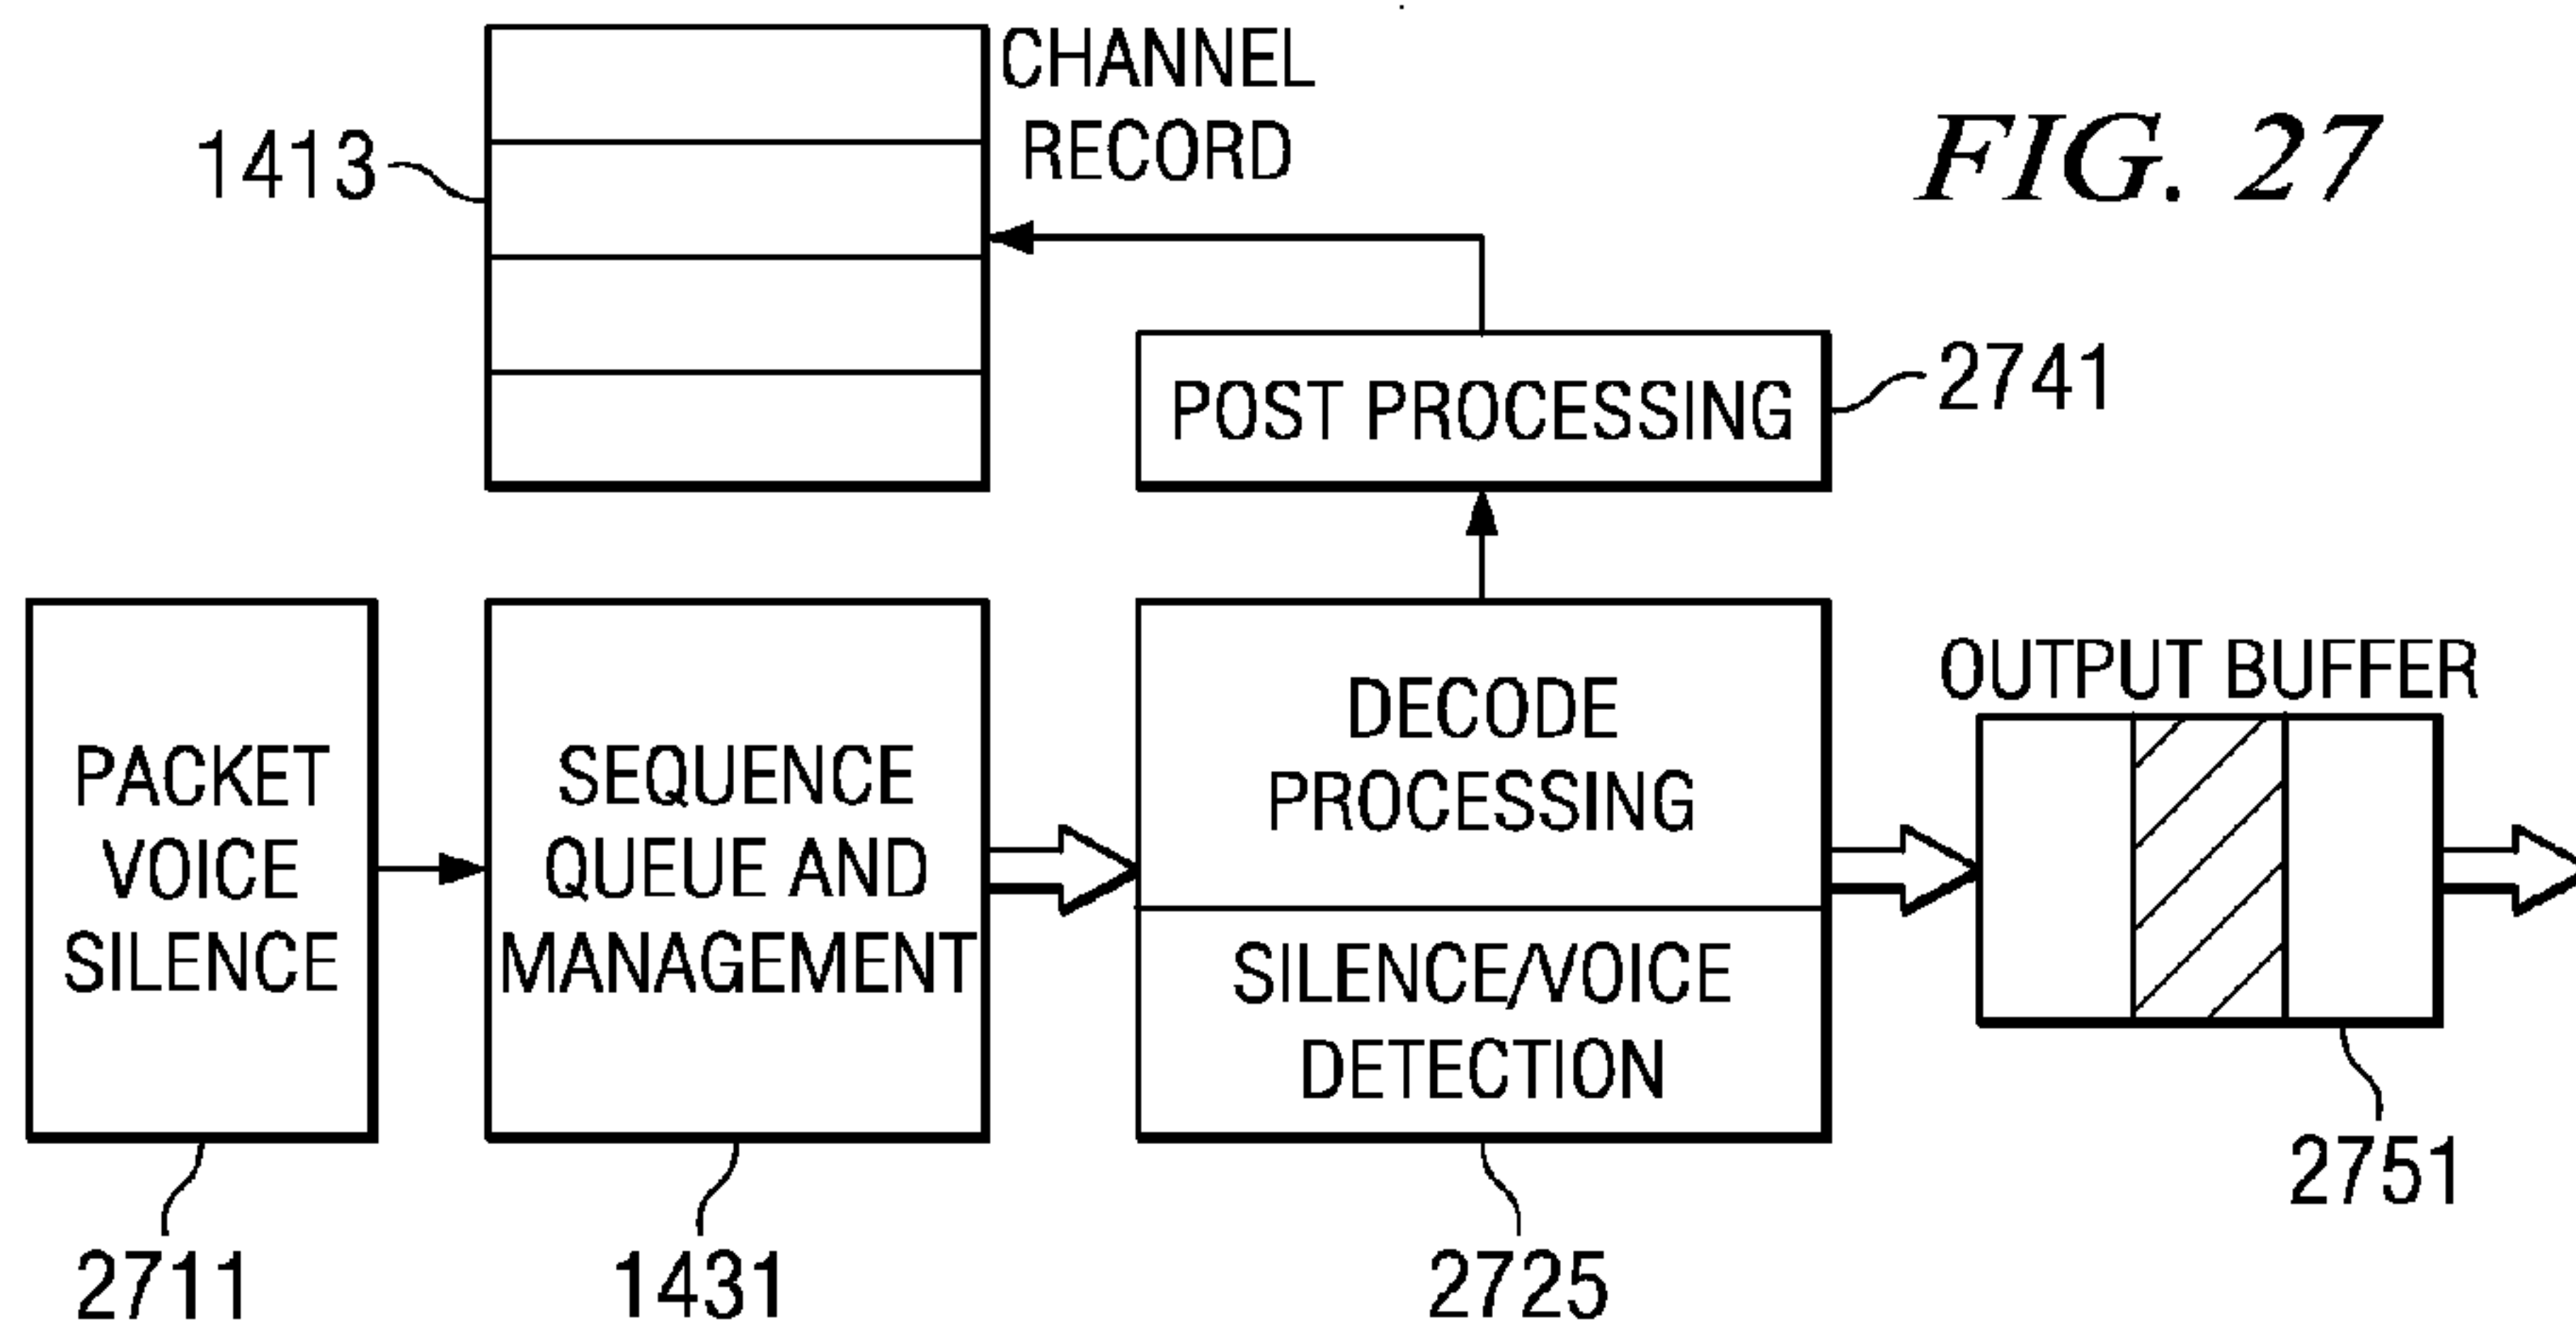 CHANNEL
RECORD
FIG. 27
1413
POST PROCESSING
2741
PACKET
VOICE
SILENCE
SEQUENCE
QUEUE AND
MANAGEMENT
DECODE
PROCESSING
SILENCE/VOICE
DETECTION
OUTPUT BUFFER
2751
2711
1431
2725